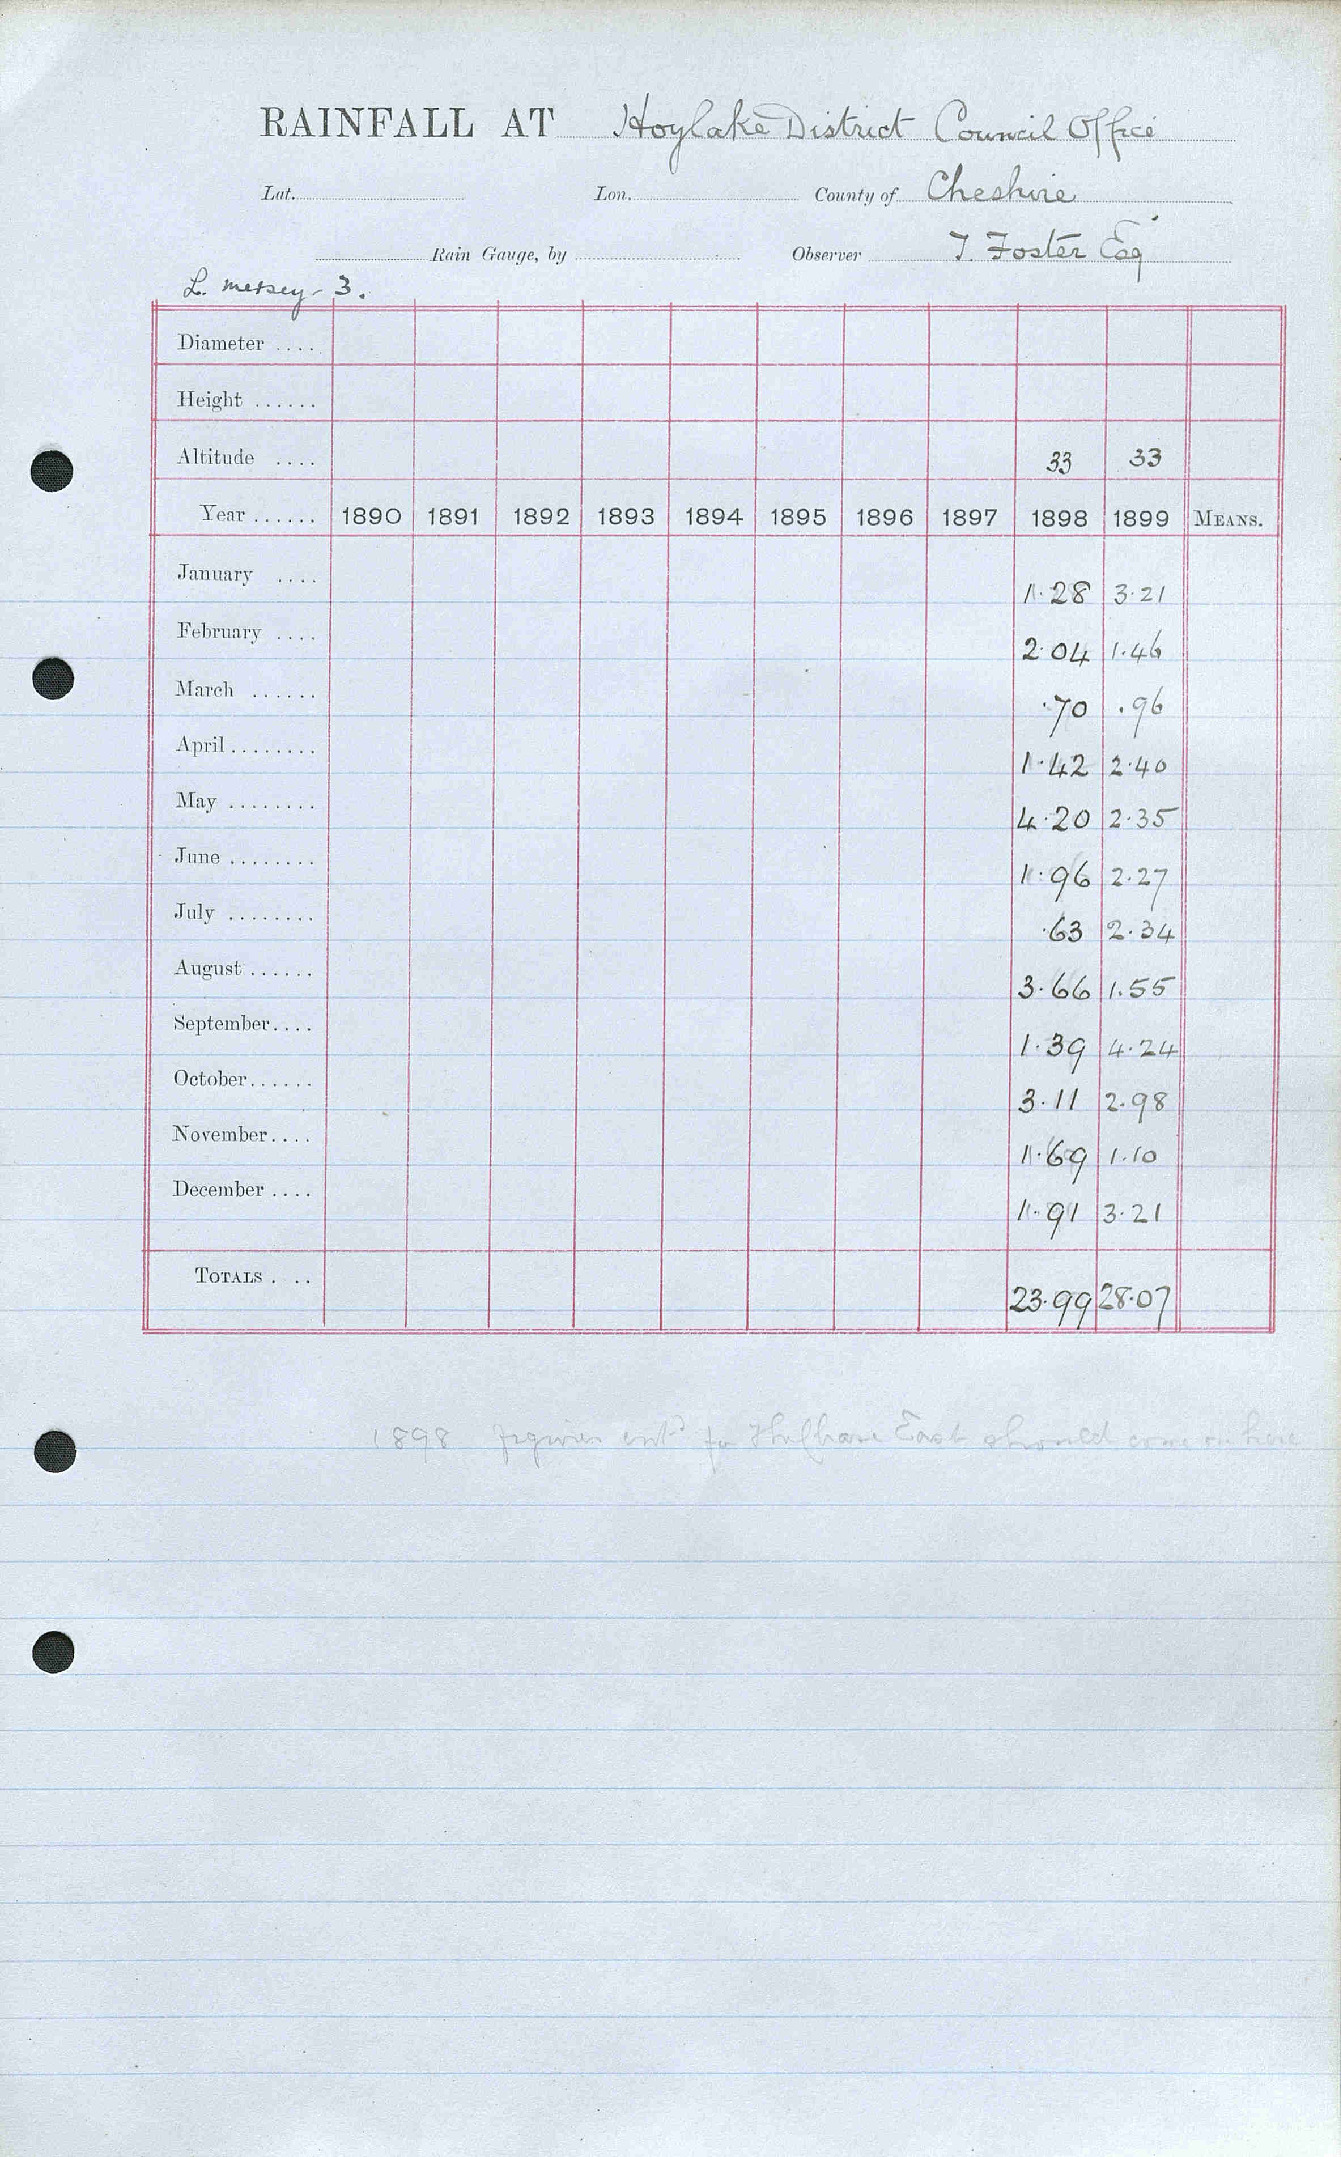 RAINFALL AT Hoylake District Council Office
Lat. Lon. County of Cheshire
Rain Gauge, by Observer T. Foster Esq
L. Mersey - 3.
Diameter ....
Height ......
Altitude .... 33 33
Year ...... 1890 1891 1892 1893 1894 1895 1896 1897 1898 1899 MEANS.
January .... 1.28 3.21
February .... 2.04 1.46
March ...... .70 .96
April ........ 1.42 2.40
May ........ 4.20 2.35
June ........ 1.96 2.27
July ........ .63 2.34
August ...... 3.66 1.55
September.... 1.39 4.24
October...... 3.11 2.98
November.... 1.69 1.10
December .... 1.91 3.21
TOTALS . .. 23.99 28.07
1898 figures ent<sup>d</sup> for East should come in here